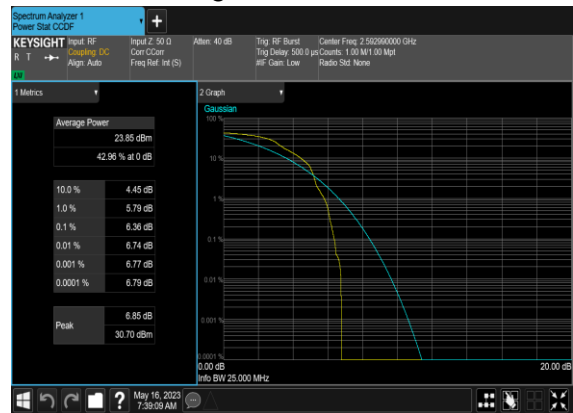 Spectrum Analyzer 1
Power Stat CCDF
+
KEYSIGHT
R T
LW
Input: RF
Coupling: DC
Align: Auto
Input Z: 50 Ω
Corr CCorr
Freq Ref: Int (S)
Atten: 40 dB
Trig: RF Burst
Trig Delay: 500.0 µs
#IF Gain: Low
Center Freq: 2.592990000 GHz
Counts: 1.00 M/1.00 Mpt
Radio Std: None
1 Metrics
Average Power
23.85 dBm
42.96 % at 0 dB
10.0 % 4.45 dB
1.0 % 5.79 dB
0.1 % 6.36 dB
0.01 % 6.74 dB
0.001 % 6.77 dB
0.0001 % 6.79 dB
Peak
6.85 dB
30.70 dBm
2 Graph
Gaussian
100 %
10 %
1 %
0.1 %
0.01 %
0.001 %
0.0001 %
0.00 dB 20.00 dB
Info BW 25.000 MHz
?
May 16, 2023
7:39:09 AM